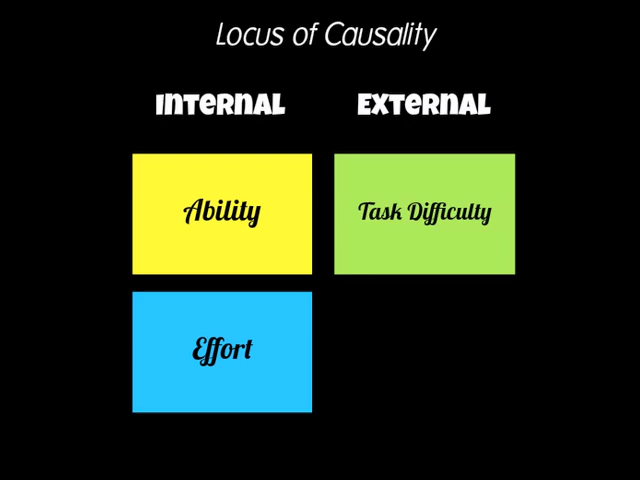 Locus of Causality
Internal External
Ability Task Difficulty
Effort